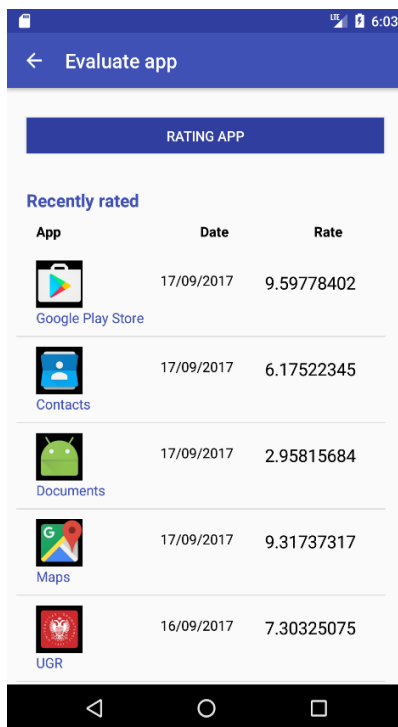 LTE 6:03
Evaluate app
RATING APP
Recently rated
App Date Rate
17/09/2017 9.59778402
Google Play Store
17/09/2017 6.17522345
Contacts
17/09/2017 2.95815684
Documents
G
17/09/2017 9.31737317
Maps
16/09/2017 7.30325075
UGR